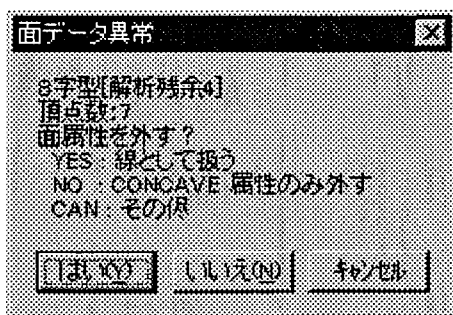 面データ異常
8字型[解析残余4]
頂点数:7
面属性を外す?
YES : 線として扱う
NO : CONCAVE 属性のみ外す
CAN : その侭
はい(Y) いいえ(N) キャンセル